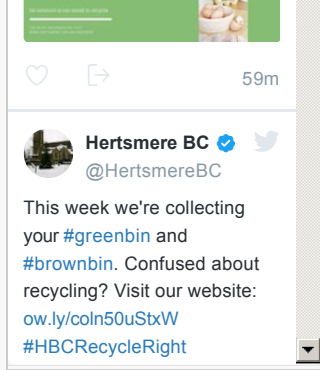 59m
Hertsmere BC
@HertsmereBC
This week we're collecting
your #greenbin and
#brownbin. Confused about
recycling? Visit our website:
ow.ly/coln50uStxW
#HBCRecycleRight